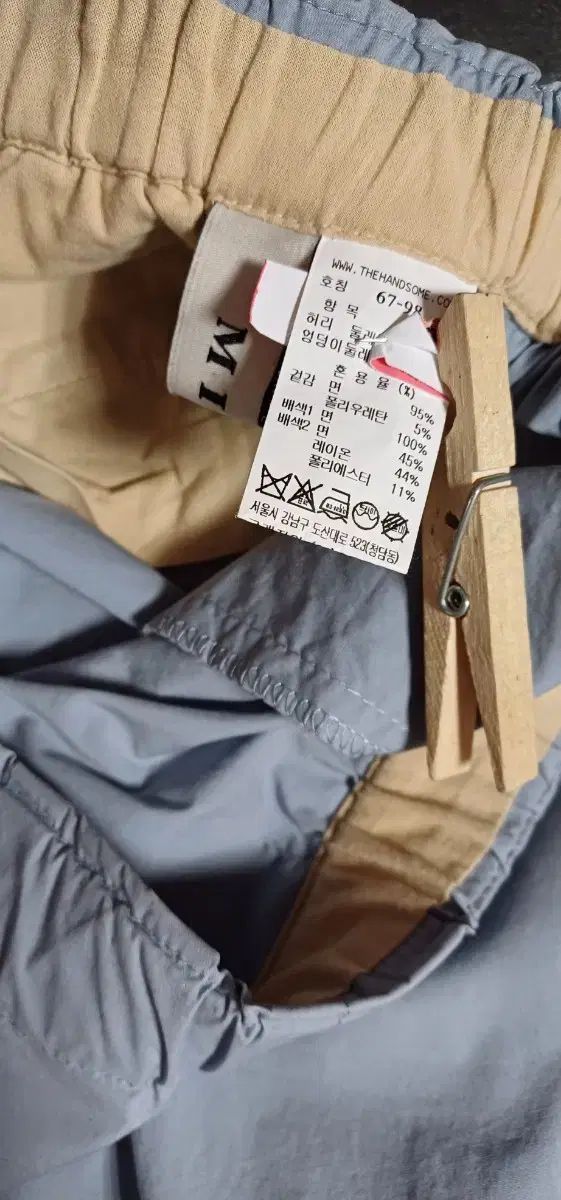 MI
WWW.THEHANDSOME.CO
호칭 67-98
항목
허리 둘레
엉덩이둘레
혼용율 (%)
겉감 면 95%
폴리우레탄 5%
배색1 면 100%
배색2 면 45%
레이온 44%
폴리에스터 11%
서울시 강남구 도산대로 523(청담동)